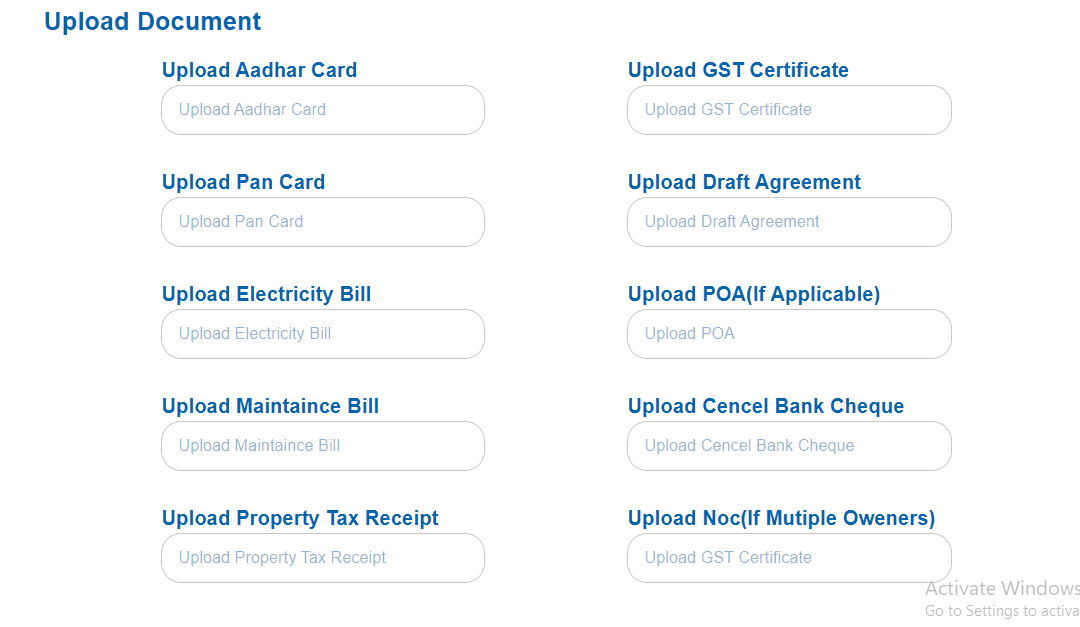 Upload Document
Upload Aadhar Card
Upload Aadhar Card
Upload GST Certificate
Upload GST Certificate
Upload Pan Card
Upload Pan Card
Upload Draft Agreement
Upload Draft Agreement
Upload Electricity Bill
Upload Electricity Bill
Upload POA(If Applicable)
Upload POA
Upload Maintaince Bill
Upload Maintaince Bill
Upload Cencel Bank Cheque
Upload Cencel Bank Cheque
Upload Property Tax Receipt
Upload Property Tax Receipt
Upload Noc(If Mutiple Oweners)
Upload GST Certificate
Activate Windows
Go to Settings to activa